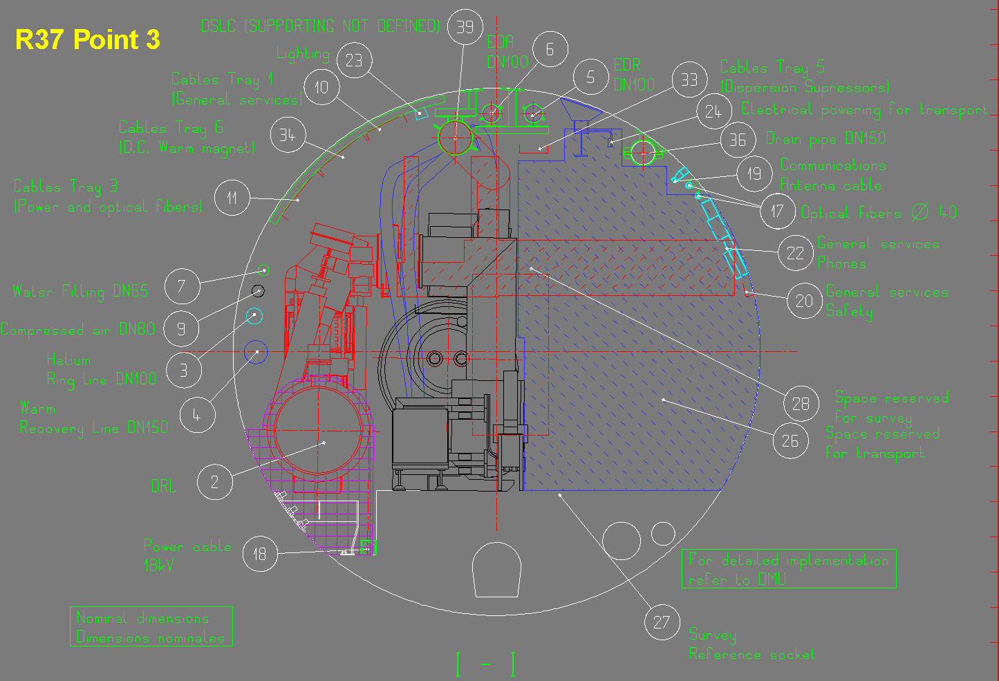 R37 Point 3
DSLC (SUPPORTING NOT DEFINED)
39
EDA
DN100
6
Lighting
23
EDR
DN100
5
33
Cables Tray 5
(Dispersion Supressors)
Cables Tray 1
(General services)
10
24
Electrical powering for transport
Cables Tray 6
(D.C. Warm magnet)
34
36
Drain pipe DN150
19
Communications
Antenna cable
Cables Tray 3
(Power and optical fibers)
11
17
Optical fibers Ø 40
22
General services
Phones
7
Water Filling DN65
20
General services
Safety
9
Compressed air DN80
Helium
Ring line DN100
3
Warm
Recovery Line DN150
4
28
Space reserved
for survey
26
Space reserved
for transport
QRL
2
Power cable
18kV
18
For detailed implementation
refer to DMU
Nominal dimensions
Dimensions nominales
27
Survey
Reference socket
[ - ]